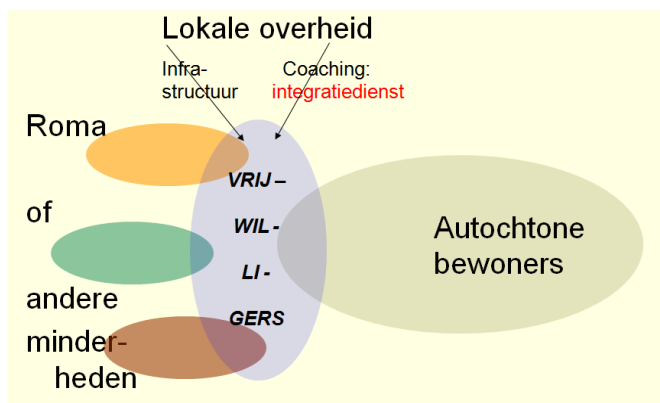 Lokale overheid
Infra-
structuur
Coaching:
integratiedienst
Roma
of
andere
minder-
heden
VRIJ –
WIL -
LI -
GERS
Autochtone
bewoners